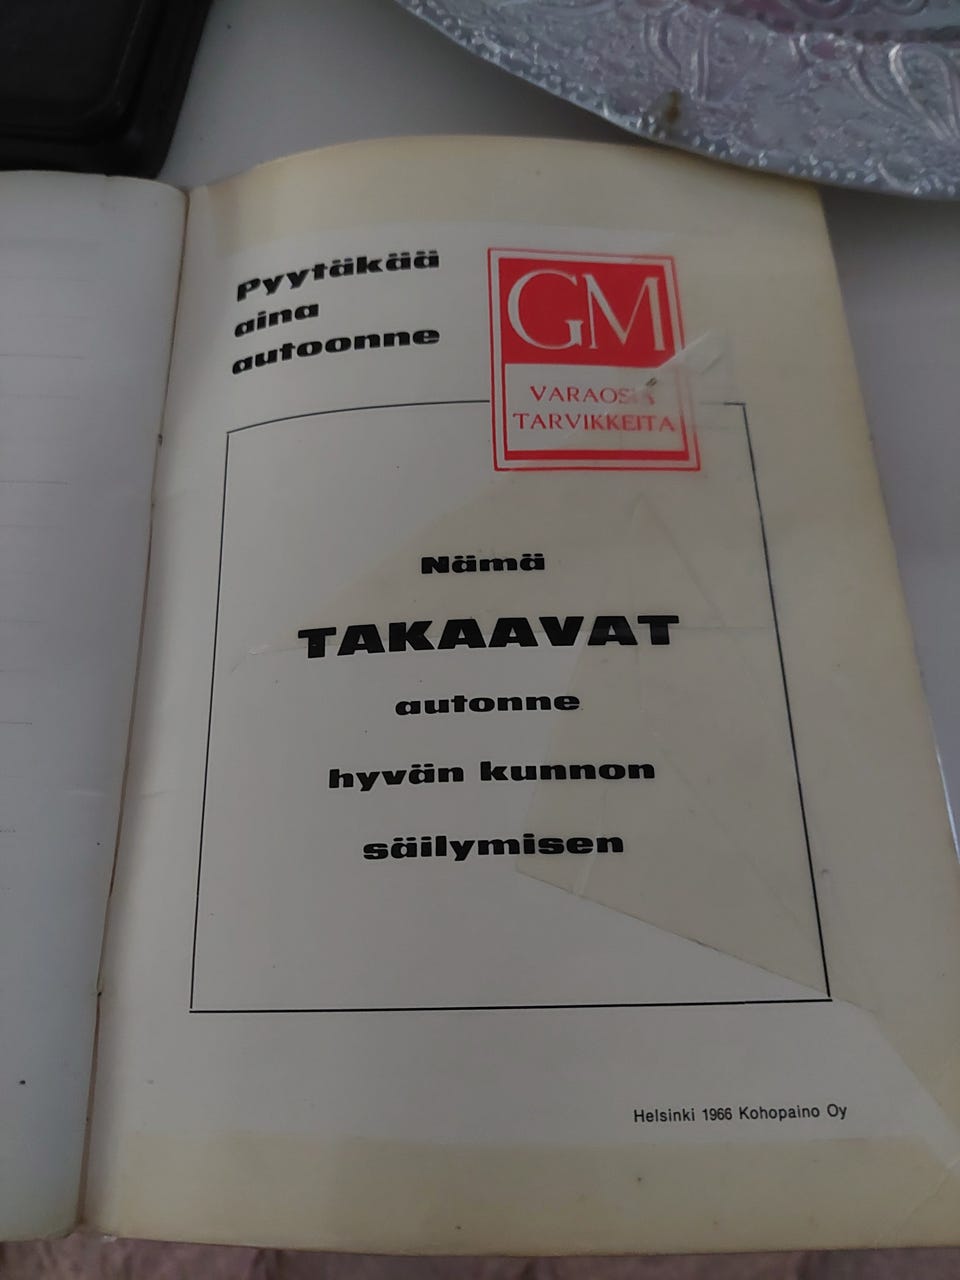 Pyytäkää
aina
autoonne
GM
VARAOSIA
TARVIKKEITA
Nämä
TAKAAVAT
autonne
hyvän kunnon
säilymisen
Helsinki 1966 Kohopaino Oy